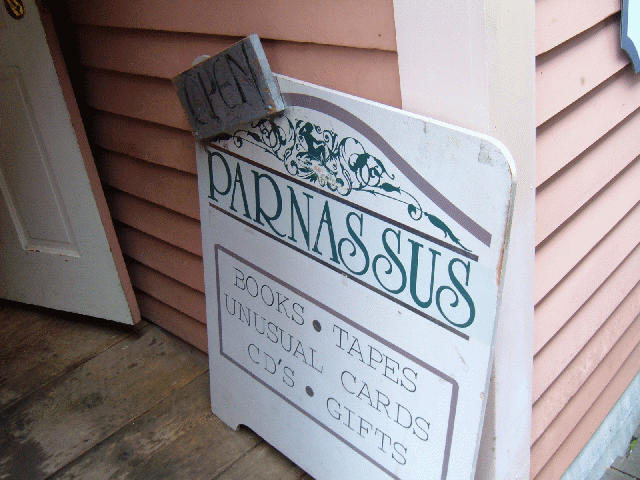 OPEN
PARNASSUS
BOOKS • TAPES
UNUSUAL CARDS
CD'S • GIFTS